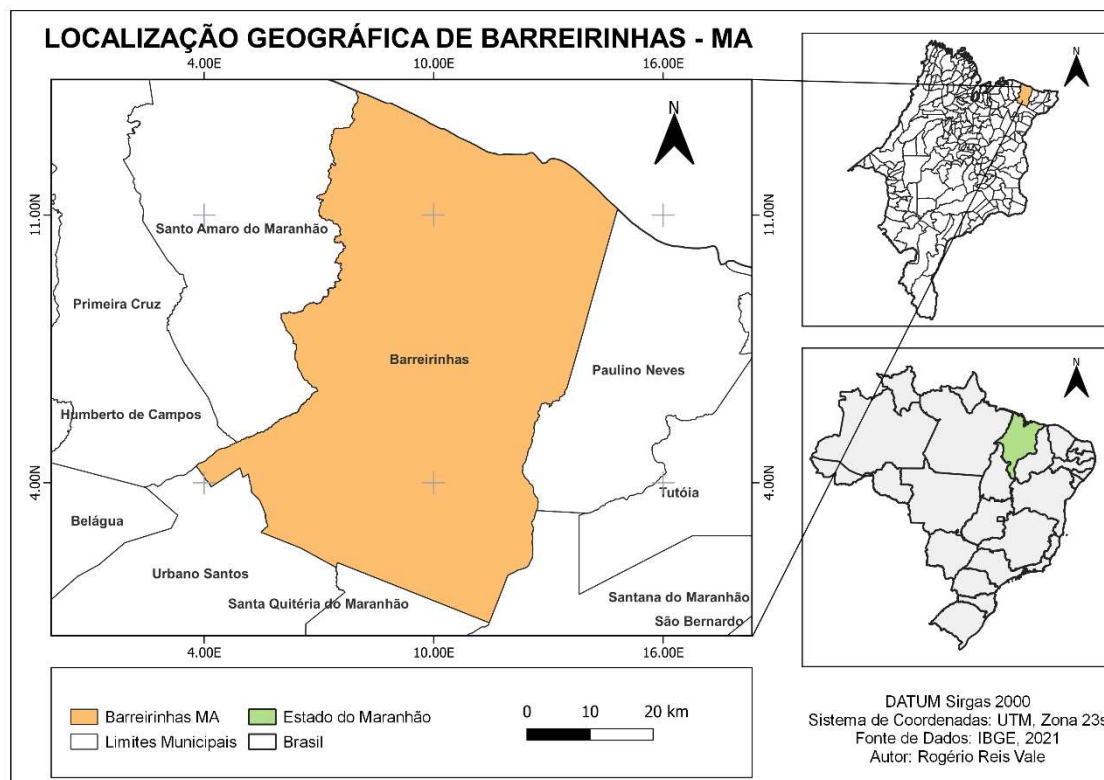 LOCALIZAÇÃO GEOGRÁFICA DE BARREIRINHAS - MA
4.00E 10.00E 16.00E
N
N
N
11.00N
11.00N
Santo Amaro do Maranhão
Primeira Cruz
Barreirinhas
Paulino Neves
Humberto de Campos
4.00N
4.00N
Tutóia
Belágua
Urbano Santos
Santa Quitéria do Maranhão
Santana do Maranhão
São Bernardo
4.00E 10.00E 16.00E
Barreirinhas MA
Estado do Maranhão
Limites Municipais
Brasil
0 10 20 km
DATUM Sirgas 2000
Sistema de Coordenadas: UTM, Zona 23s
Fonte de Dados: IBGE, 2021
Autor: Rogério Reis Vale